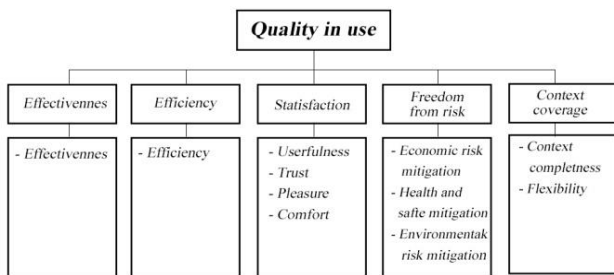 Quality in use
Effectivennes
Efficiency
Statisfaction
Freedom
from risk
Context
coverage
- Effectivennes
- Efficiency
- Userfulness
- Trust
- Pleasure
- Comfort
- Economic risk
mitigation
- Health and
safte mitigation
- Environmentak
risk mitigation
- Context
completness
- Flexibility